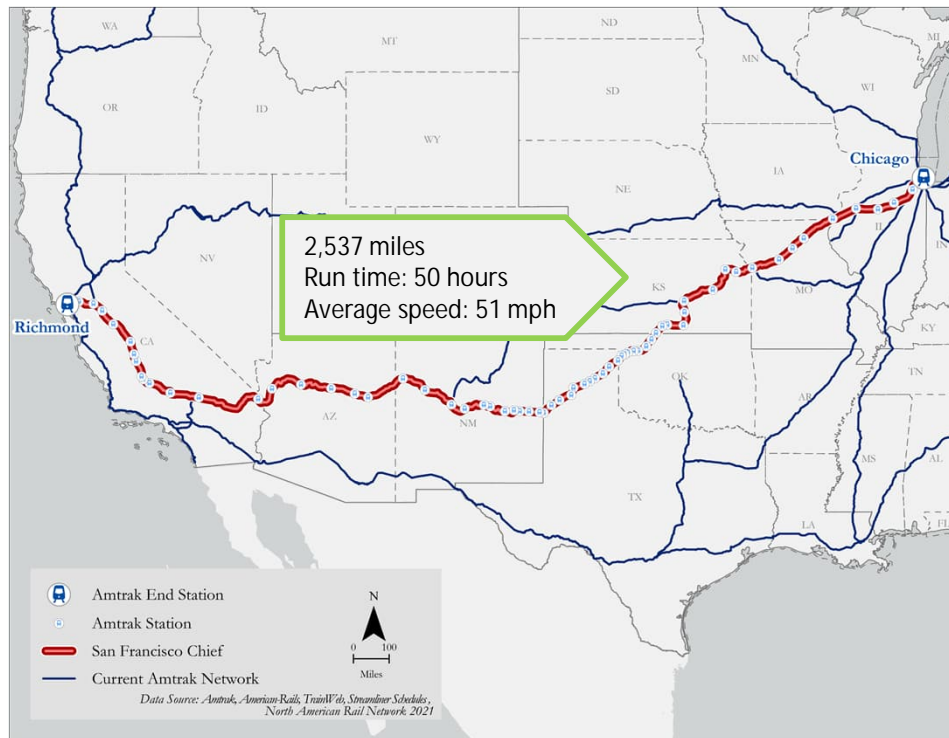 WA
ND
MT
MN
MI
OR
ID
SD
WI
WY
Chicago
IA
NE
NV
IL
IN
2,537 miles
Run time: 50 hours
Average speed: 51 mph
KS
MO
Richmond
CA
KY
TN
OK
AR
AZ
NM
MS
AL
TX
LA
FL
Amtrak End Station
Amtrak Station
San Francisco Chief
Current Amtrak Network
N
0 100
Miles
Data Source: Amtrak, American-Rails, TrainWeb, Streamliner Schedules,
North American Rail Network 2021